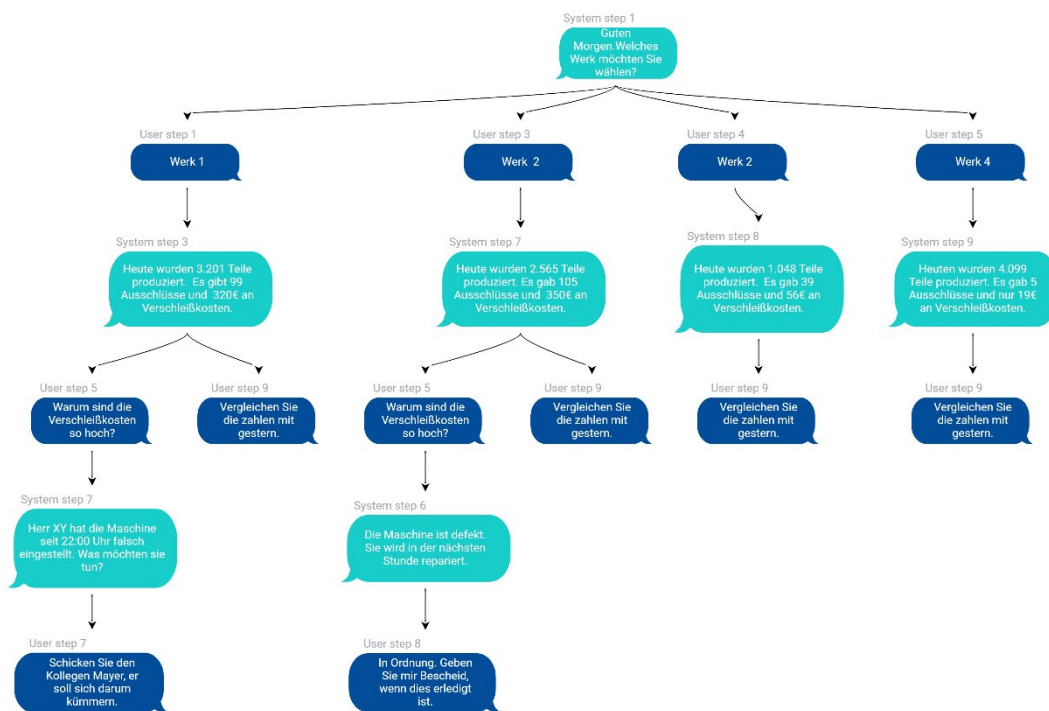 System step 1
Guten
Morgen.Welches
Werk möchten Sie
wählen?
User step 1
Werk 1
User step 3
Werk 2
User step 4
Werk 2
User step 5
Werk 4
System step 3
Heute wurden 3.201 Teile
produziert. Es gibt 99
Ausschlüsse und 320€ an
Verschleißkosten.
System step 7
Heute wurden 2.565 Teile
produziert. Es gab 105
Ausschlüsse und 350€ an
Verschleißkosten.
System step 8
Heute wurden 1.048 Teile
produziert. Es gab 39
Ausschlüsse und 56€ an
Verschleißkosten.
System step 9
Heuten wurden 4.099
Teile produziert. Es gab 5
Ausschlüsse und nur 19€
an Verschleißkosten.
User step 5
Warum sind die
Verschleißkosten
so hoch?
User step 9
Vergleichen Sie
die zahlen mit
gestern.
User step 5
Warum sind die
Verschleißkosten
so hoch?
User step 9
Vergleichen Sie
die zahlen mit
gestern.
User step 9
Vergleichen Sie
die zahlen mit
gestern.
User step 9
Vergleichen Sie
die zahlen mit
gestern.
System step 7
Herr XY hat die Maschine
seit 22:00 Uhr falsch
eingestellt. Was möchten sie
tun?
System step 6
Die Maschine ist defekt.
Sie wird in der nächsten
Stunde repariert.
User step 7
Schicken Sie den
Kollegen Mayer, er
soll sich darum
kümmern.
User step 8
In Ordnung. Geben
Sie mir Bescheid,
wenn dies erledigt
ist.